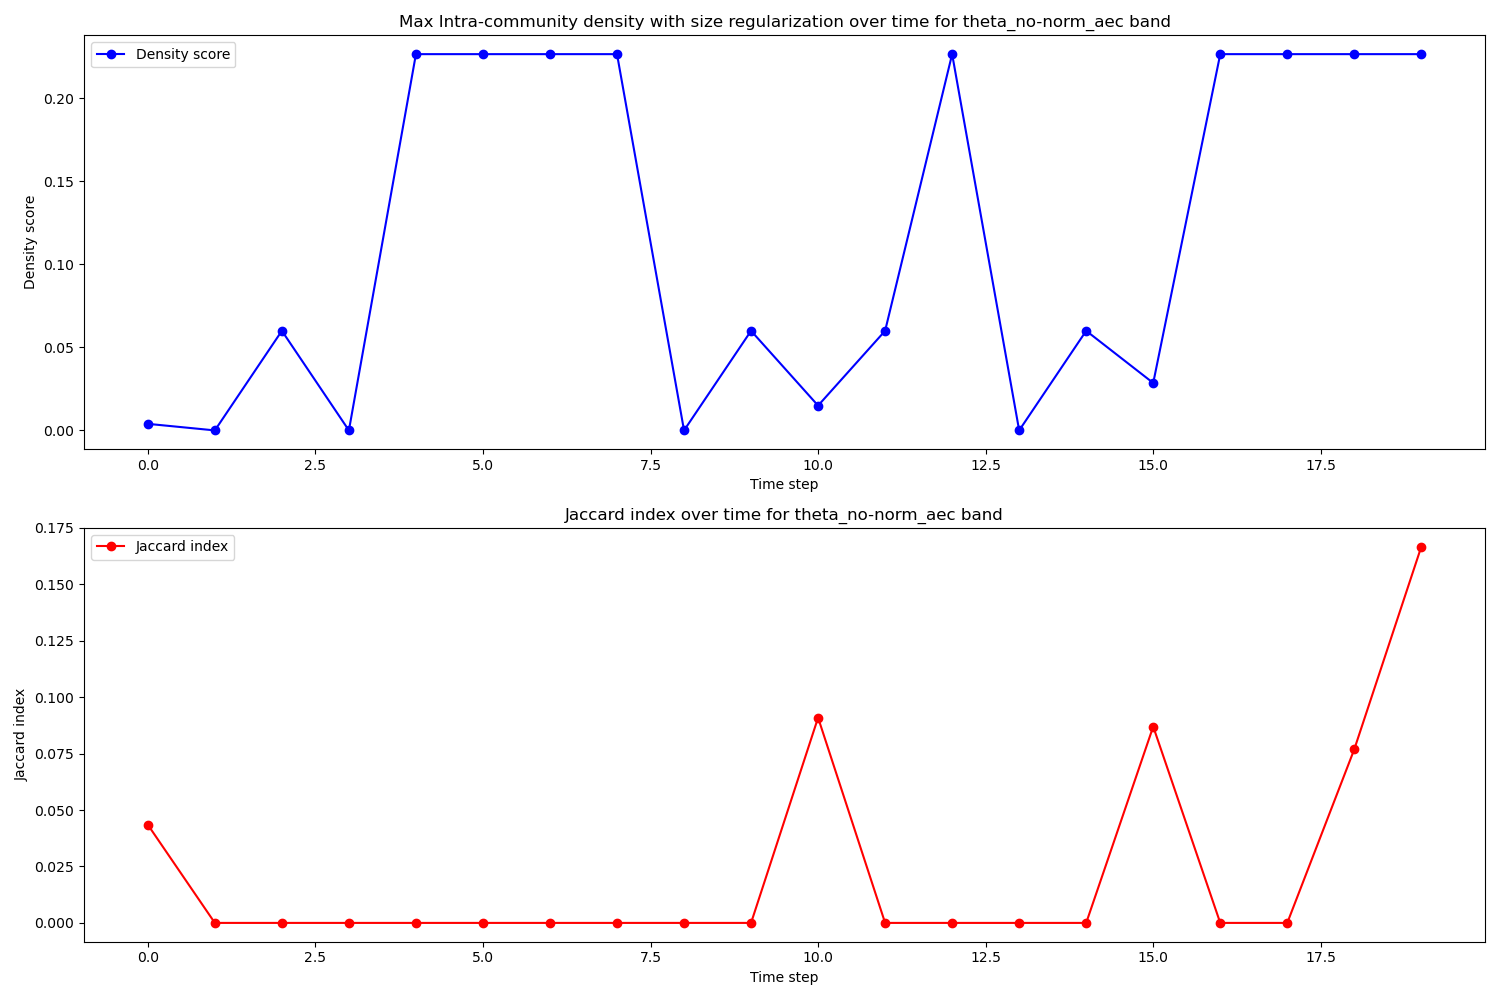 Max Intra-community density with size regularization over time for theta_no-norm_aec band
Density score
0.20
0.15
0.10
0.05
0.00
Density score
0.0 2.5 5.0 7.5 10.0 12.5 15.0 17.5
Time step
Jaccard index over time for theta_no-norm_aec band
Jaccard index
0.175
0.150
0.125
0.100
0.075
0.050
0.025
0.000
Jaccard index
0.0 2.5 5.0 7.5 10.0 12.5 15.0 17.5
Time step